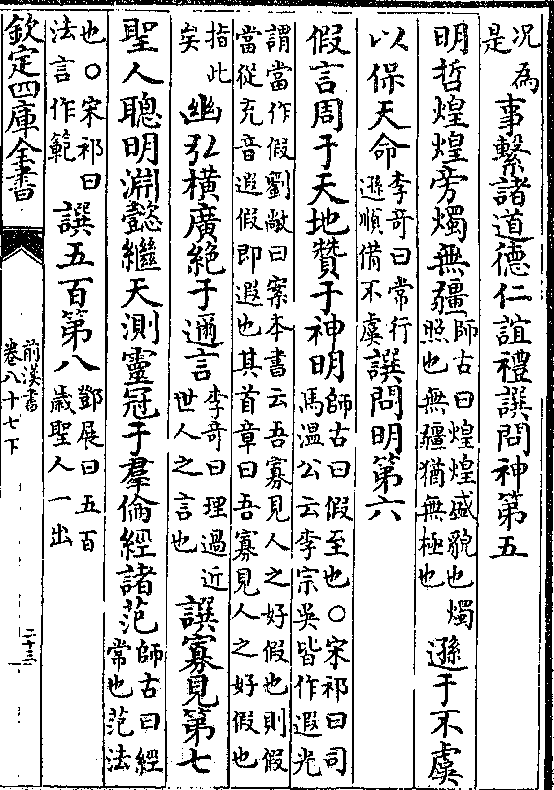 况為
是
事繫諸道德仁誼禮譔問神第五
明哲煌煌旁燭無疆
師古曰煌煌盛貌也燭
照也無疆猶無極也
遜于不虞
以保天命
李奇曰常行
遜順備不虞
譔問明第六
假言周于天地贊于神明
師古曰假至也○宋祁曰司
馬溫公云李宗吳皆作遐光
謂當作假劉敞曰案本書云吾寡見人之好假也則假
當從充音遐假即遐也其首章曰吾寡見人之好假也
指此
矣
幽弘橫廣絶于邇言
李奇曰理過近
世人之言也
譔寡見第七
聖人聰明淵懿繼天測靈冠于羣倫經諸范
師古曰經
常也范法
也○宋祁曰
法言作範
譔五百第八
鄧展曰五百
歲聖人一出
欽定四庫全書
前漢書
卷八十七下
二十三